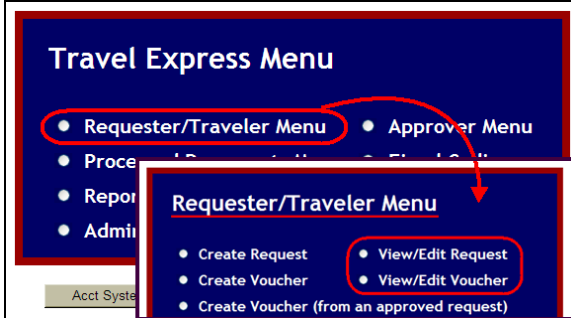 Travel Express Menu
Requester/Traveler Menu
Approver Menu
Requester/Traveler Menu
Create Request
View/Edit Request
Create Voucher
View/Edit Voucher
Create Voucher (from an approved request)
Acct